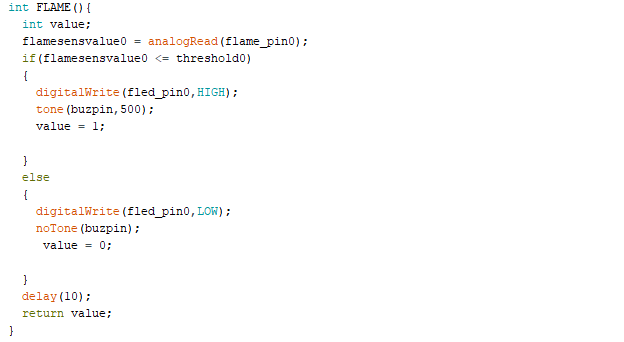 int FLAME(){
  int value;
  flamesensvalue0 = analogRead(flame_pin0);
  if(flamesensvalue0 <= threshold0)
  {
    digitalWrite(fled_pin0,HIGH);
    tone(buzpin,500);
    value = 1;

  }
  else
  {
    digitalWrite(fled_pin0,LOW);
    noTone(buzpin);
     value = 0;

  }
  delay(10);
  return value;
}